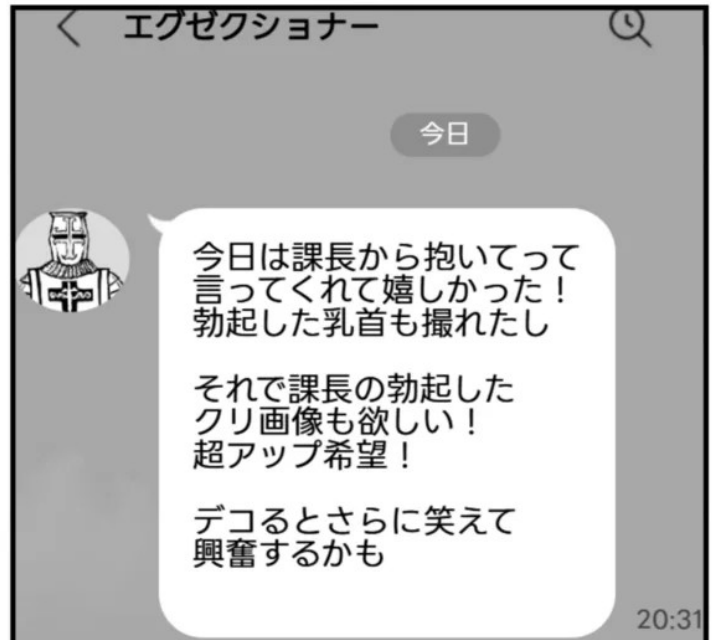 エグゼクショナー
今日
今日は課長から抱いてって
言ってくれて嬉しかった！
勃起した乳首も撮れたし
それで課長の勃起した
クリ画像も欲しい！
超アップ希望！
デコるとさらに笑えて
興奮するかも
20:31